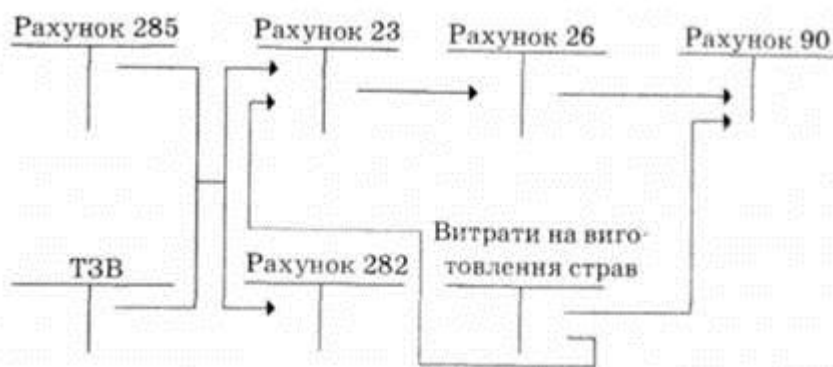 Рахунок 285
Рахунок 23
Рахунок 26
Рахунок 90
ТЗВ
Рахунок 282
Витрати на виго-
товлення страв